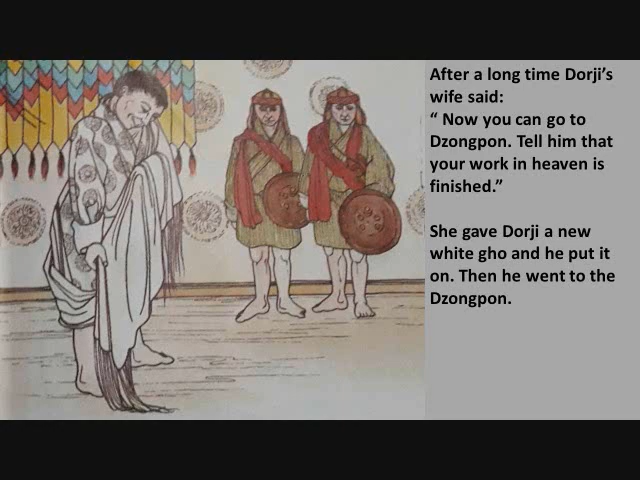 After a long time Dorji’s
wife said:
“ Now you can go to
Dzongpon. Tell him that
your work in heaven is
finished.”
She gave Dorji a new
white gho and he put it
on. Then he went to the
Dzongpon.